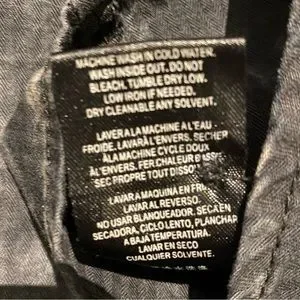 MACHINE WASH IN COLD WATER.
WASH INSIDE OUT. DO NOT
BLEACH. TUMBLE DRY LOW.
LOW IRON IF NEEDED.
DRY CLEANABLE ANY SOLVENT.
LAVER A LA MACHINE A L'EAU
FROIDE. LAVAR À L'ENVERS. SECHER
À LA MACHINE CYCLE DOUX
À L'ENVERS. FER CHALEUR BASSE.
SEC PROPRE TOUT DISSO
LAVAR A MAQUINA EN
LAVAR AL REVERSO.
NO USAR BLANQUEADOR. SECA EN
SECADORA, CICLO LENTO, PLANCHAR
A BAJA TEMPERATURA.
LAVAR EN SECO
CUALQUIER SOLVENTE.